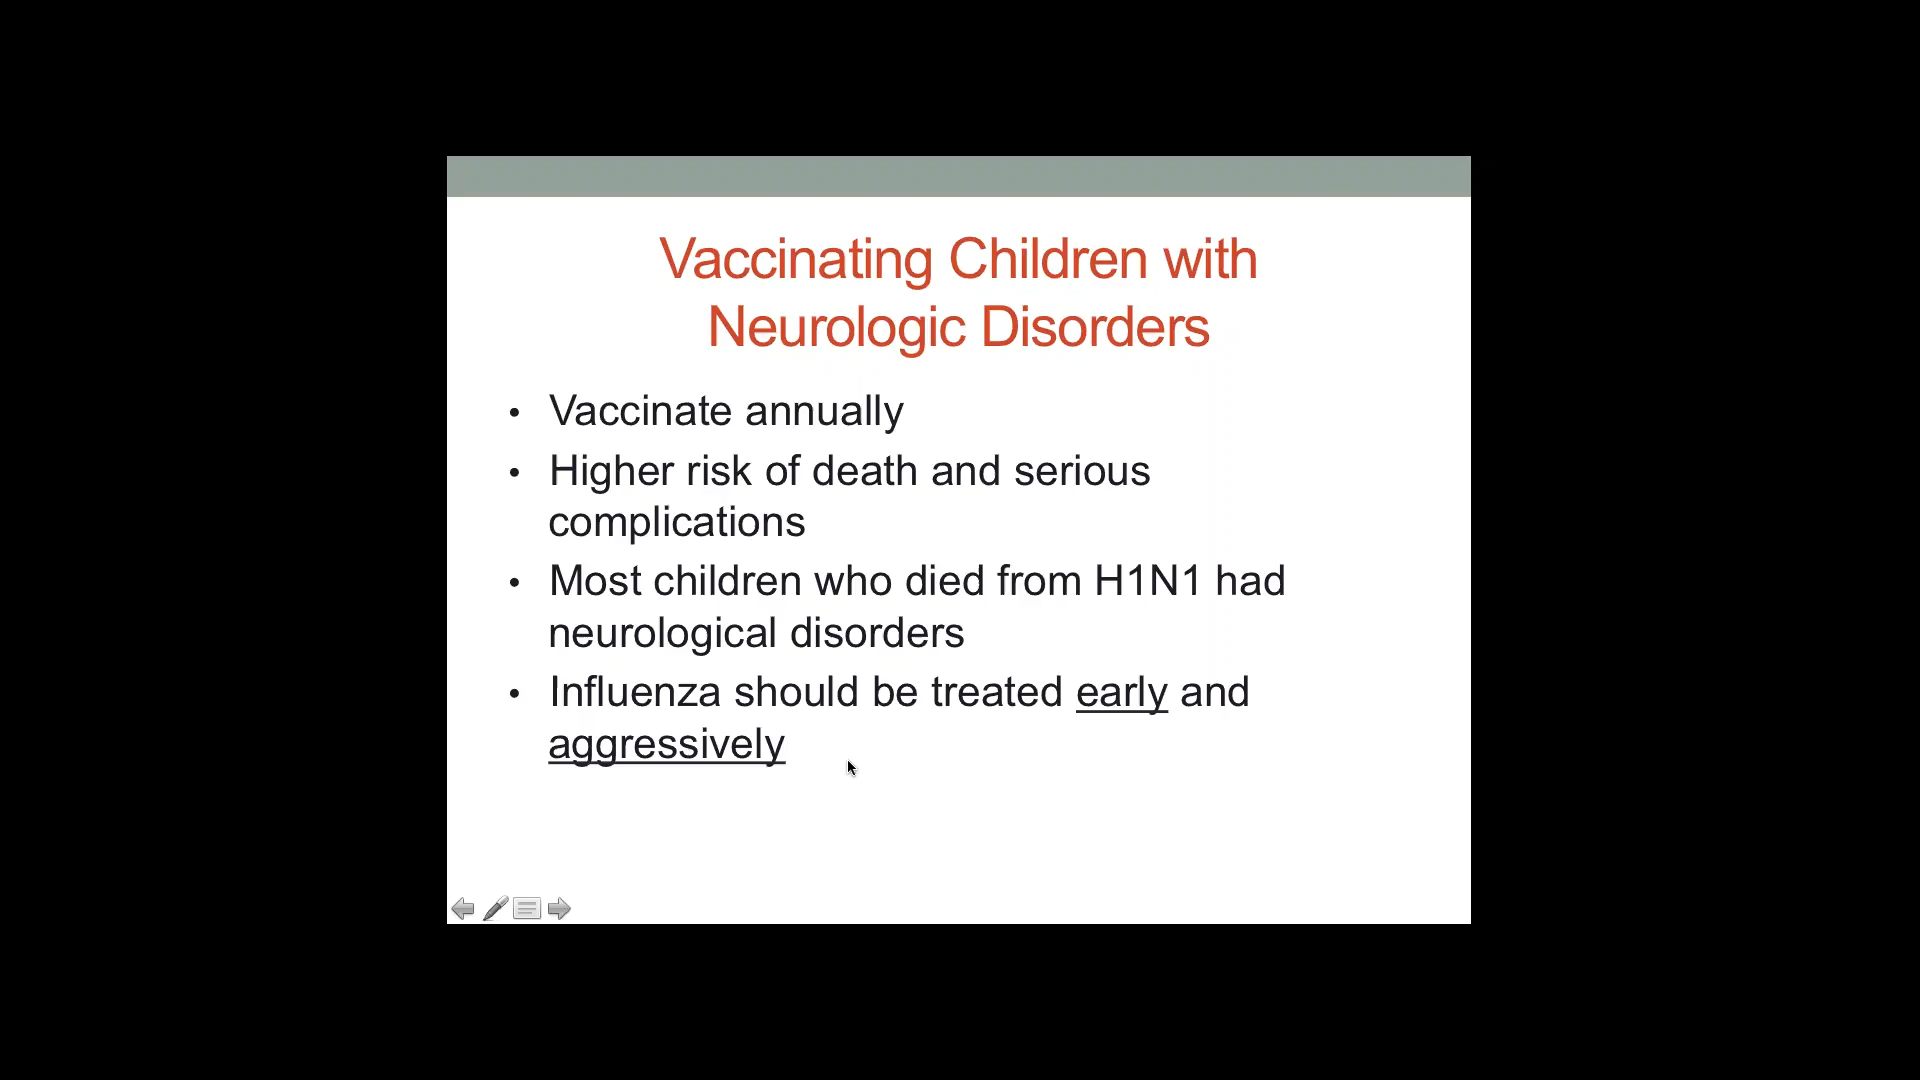 Vaccinating Children with
Neurologic Disorders
• Vaccinate annually
• Higher risk of death and serious
complications
• Most children who died from H1N1 had
neurological disorders
• Influenza should be treated early and
aggressively